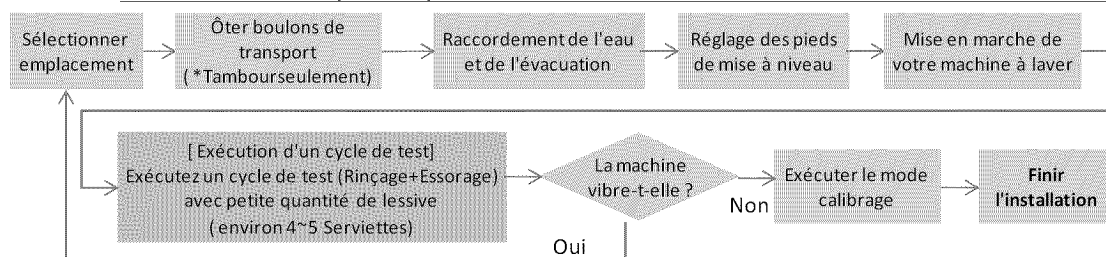 Sélectionner
emplacement
Ôter boulons de
transport
( *Tambourseulement)
Raccordement de l'eau
et de l'évacuation
Réglage des pieds
de mise à niveau
Mise en marche de
votre machine à laver
[ Exécution d'un cycle de test]
Exécutez un cycle de test (Rinçage+Essorage)
avec petite quantité de lessive
( environ 4~5 Serviettes)
La machine
vibre-t-elle ?
Non
Exécuter le mode
calibrage
Finir
l'installation
Oui